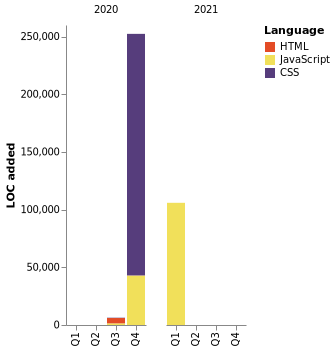 2020
2021
Language
HTML
JavaScript
CSS
LOC added
250,000
200,000
150,000
100,000
50,000
0
Q1
Q2
Q3
Q4
Q1
Q2
Q3
Q4